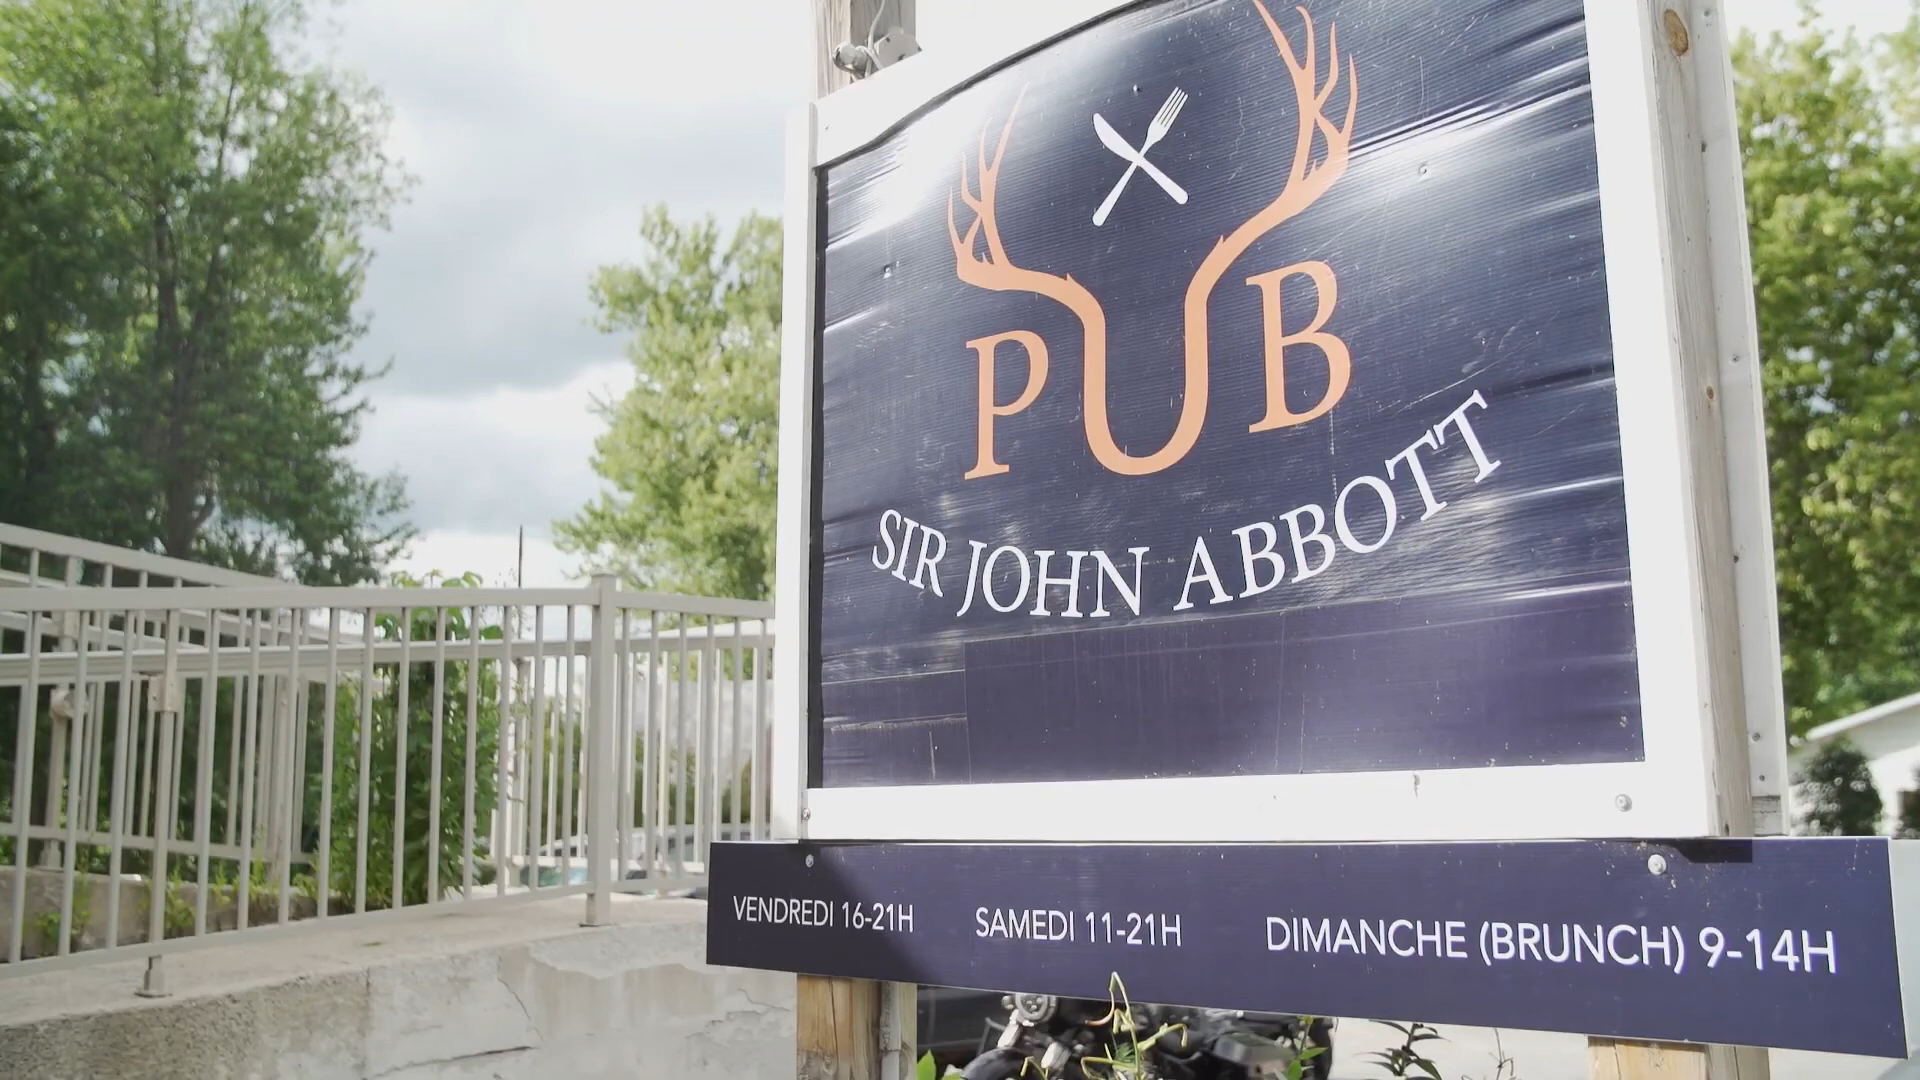 PUB
SIR JOHN ABBOTT
VENDREDI 16-21H SAMEDI 11-21H DIMANCHE (BRUNCH) 9-14H